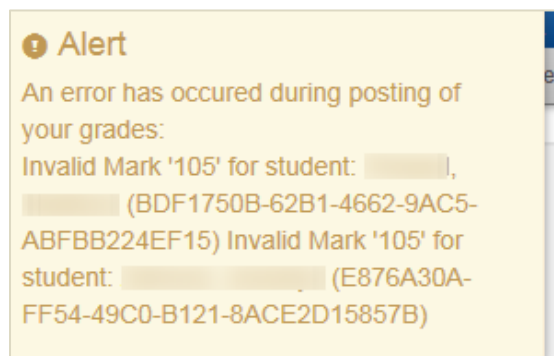 Alert
An error has occured during posting of
your grades:
Invalid Mark '105' for student: ,
(BDF1750B-62B1-4662-9AC5-
ABFBB224EF15) Invalid Mark '105' for
student: (E876A30A-
FF54-49C0-B121-8ACE2D15857B)